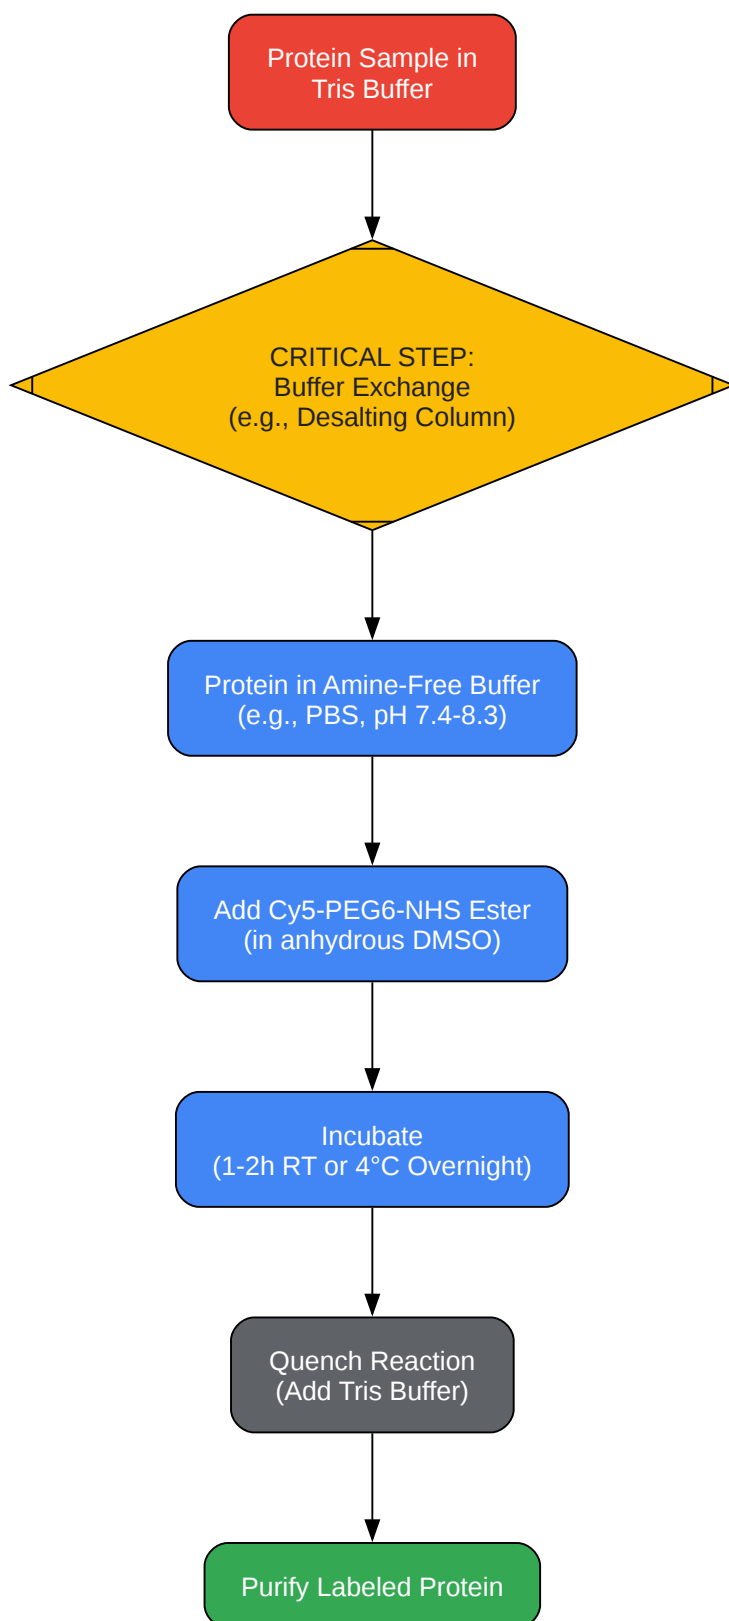 Protein Sample in
Tris Buffer
CRITICAL STEP:
Buffer Exchange
(e.g., Desalting Column)
Protein in Amine-Free Buffer
(e.g., PBS, pH 7.4-8.3)
Add Cy5-PEG6-NHS Ester
(in anhydrous DMSO)
Incubate
(1-2h RT or 4°C Overnight)
Quench Reaction
(Add Tris Buffer)
Purify Labeled Protein